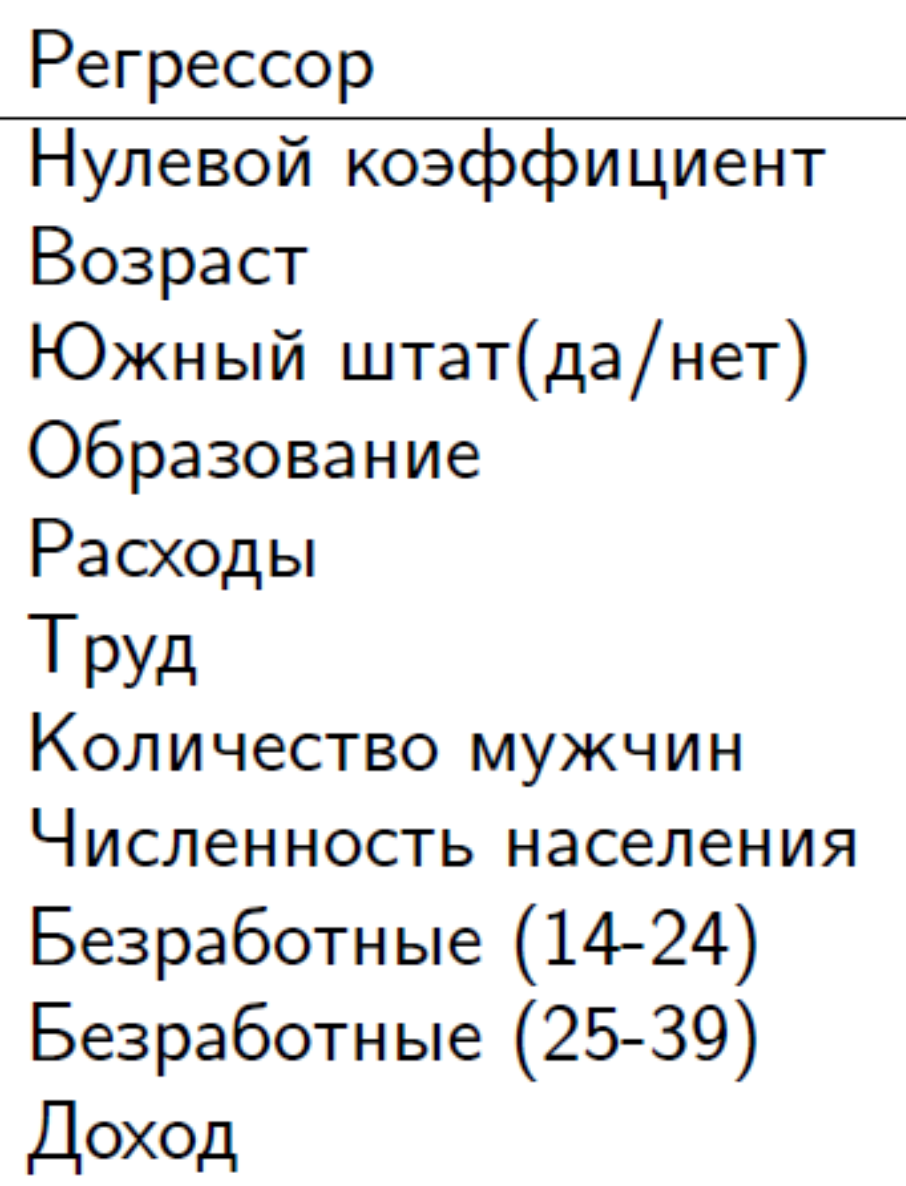 Регрессор
Нулевой коэффициент
Возраст
Южный штат(да/нет)
Образование
Расходы
Труд
Количество мужчин
Численность населения
Безработные (14-24)
Безработные (25-39)
Доход